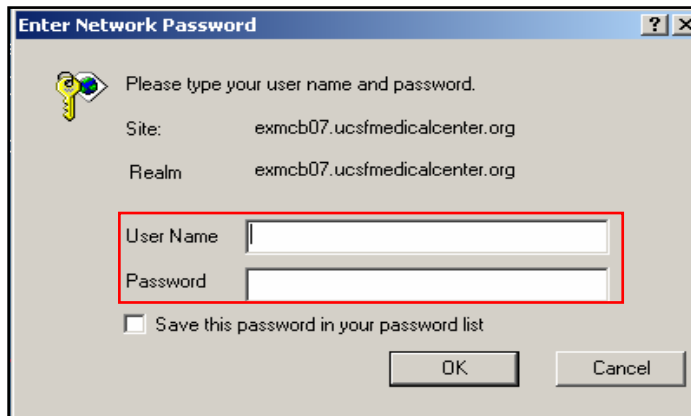 Enter Network Password ? X
Please type your user name and password.
Site: exmcb07.ucsfmedicalcenter.org
Realm exmcb07.ucsfmedicalcenter.org
User Name
Password
Save this password in your password list
OK Cancel